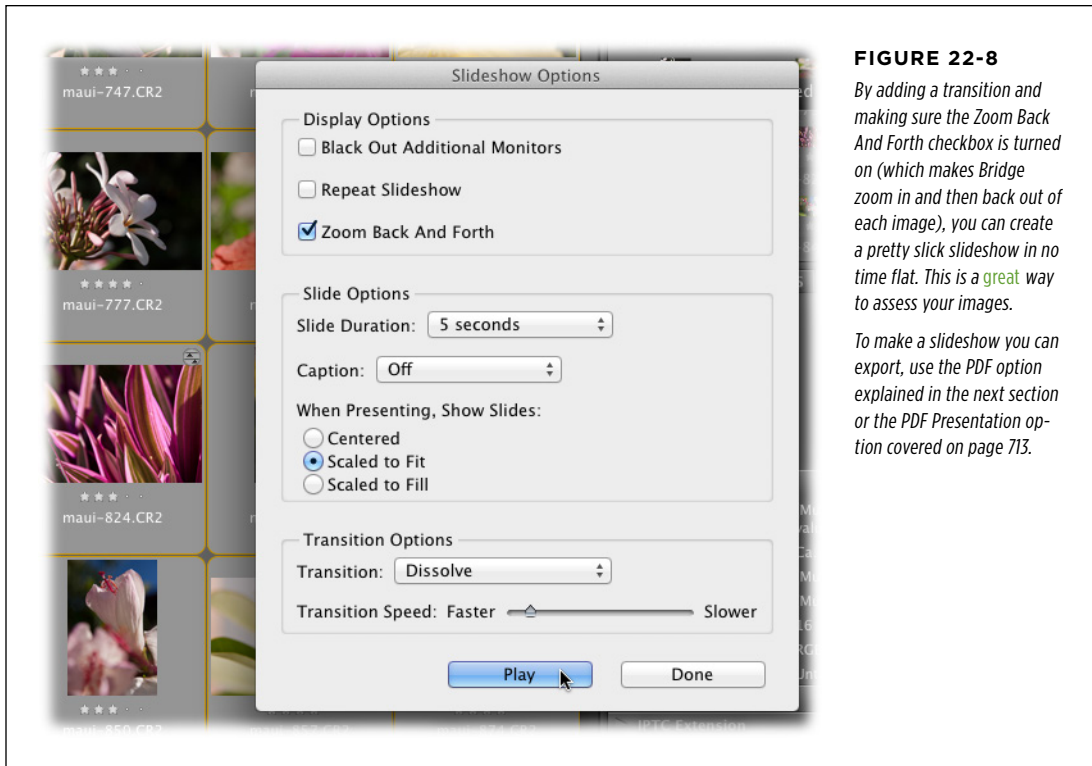 maui-747.CR2
maui-777.CR2
maui-824.CR2
Slideshow Options
Display Options
Black Out Additional Monitors
Repeat Slideshow
Zoom Back And Forth
Slide Options
Slide Duration: 5 seconds
Caption: Off
When Presenting, Show Slides:
Centered
Scaled to Fit
Scaled to Fill
Transition Options
Transition: Dissolve
Transition Speed: Faster Slower
Play Done
maui-850.CR2
IPTC Extension
FIGURE 22-8
By adding a transition and
making sure the Zoom Back
And Forth checkbox is turned
on (which makes Bridge
zoom in and then back out of
each image), you can create
a pretty slick slideshow in no
time flat. This is a great way
to assess your images.
To make a slideshow you can
export, use the PDF option
explained in the next section
or the PDF Presentation op-
tion covered on page 713.